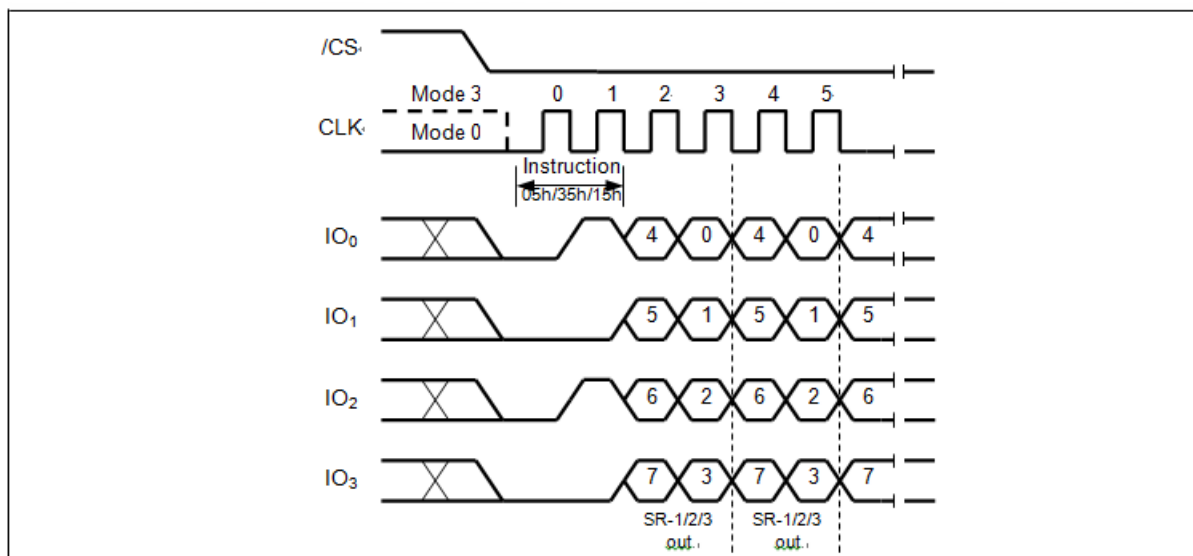 /CS
Mode 3
0 1 2 3 4 5
CLK
Mode 0
Instruction
05h/35h/15h
IO0 4 0 4 0 4
IO1 5 1 5 1 5
IO2 6 2 6 2 6
IO3 7 3 7 3 7
SR-1/2/3 SR-1/2/3
out. out.